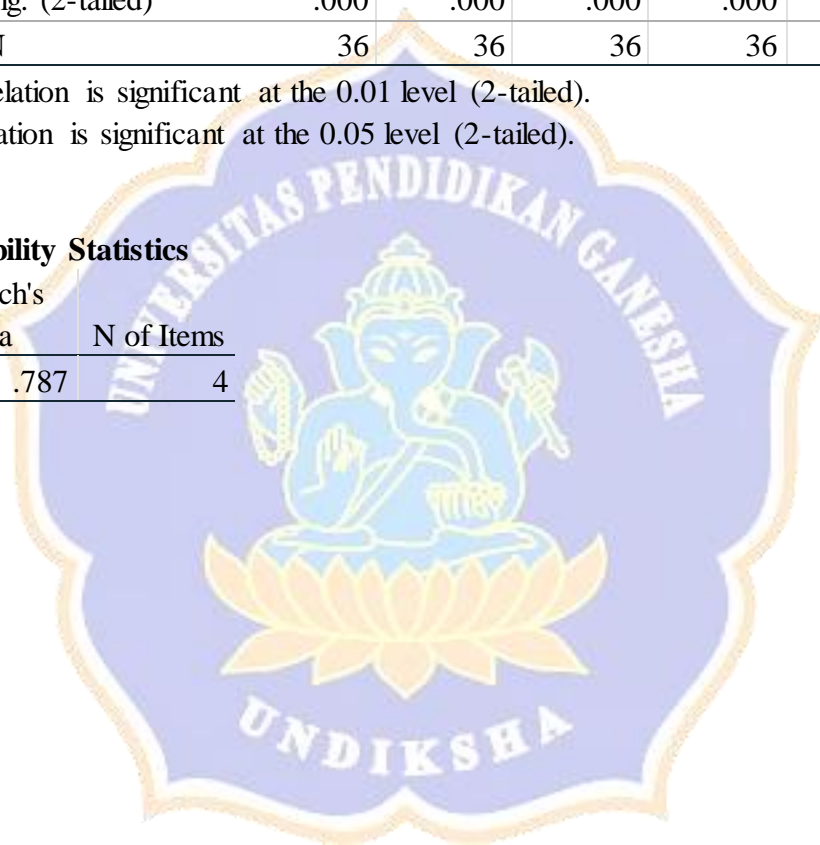 ng. (2-tailed) .000 .000 .000 .000
N 36 36 36 36
elation is significant at the 0.01 level (2-tailed).
ation is significant at the 0.05 level (2-tailed).
UNIVERSITAS PENDIDIKAN GANESHA
bility Statistics
ch's
a N of Items
.787 4
UNDIKSHA